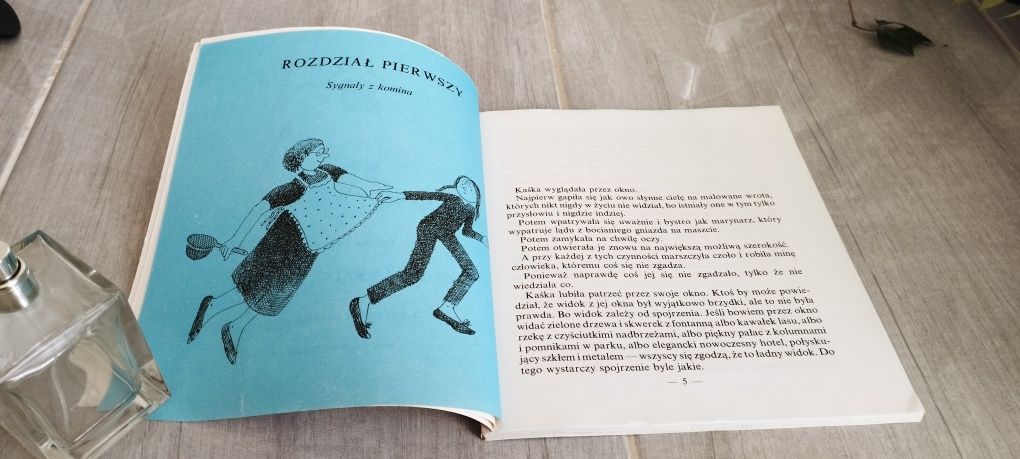 ROZDZIAŁ PIERWSZY
Sygnały z komina
Kaśka wyglądała przez okno.
Najpierw gapiła się jak owo słynne cielę na malowane wrota,
których nikt nigdy w życiu nie widział, bo istniały one w tym tylko
przysłowiu i nigdzie indziej.
Potem wpatrywała się uważnie i bystro jak marynarz, który
wypatruje lądu z bocianiego gniazda na maszcie.
Potem zamykała na chwilę oczy.
Potem otwierała je znowu na największą możliwą szerokość.
A przy każdej z tych czynności marszczyła czoło i robiła minę
człowieka, któremu coś się nie zgadza.
Ponieważ naprawdę coś jej się nie zgadzało, tylko że nie
wiedziała co.
Kaśka lubiła patrzeć przez swoje okno. Ktoś by może powie-
dział, że widok z jej okna był wyjątkowo brzydki, ale to nie była
prawda. Bo widok zależy od spojrzenia. Jeśli bowiem przez okno
widać zielone drzewa i skwerek z fontanną albo kawałek lasu, albo
rzekę z czyściutkimi nadbrzeżami, albo piękny pałac z kolumnami
i pomnikami w parku, albo elegancki nowoczesny hotel, połysku-
jący szkłem i metalem — wszyscy się zgodzą, że to ładny widok. Do
tego wystarczy spojrzenie byle jakie.
— 5 —